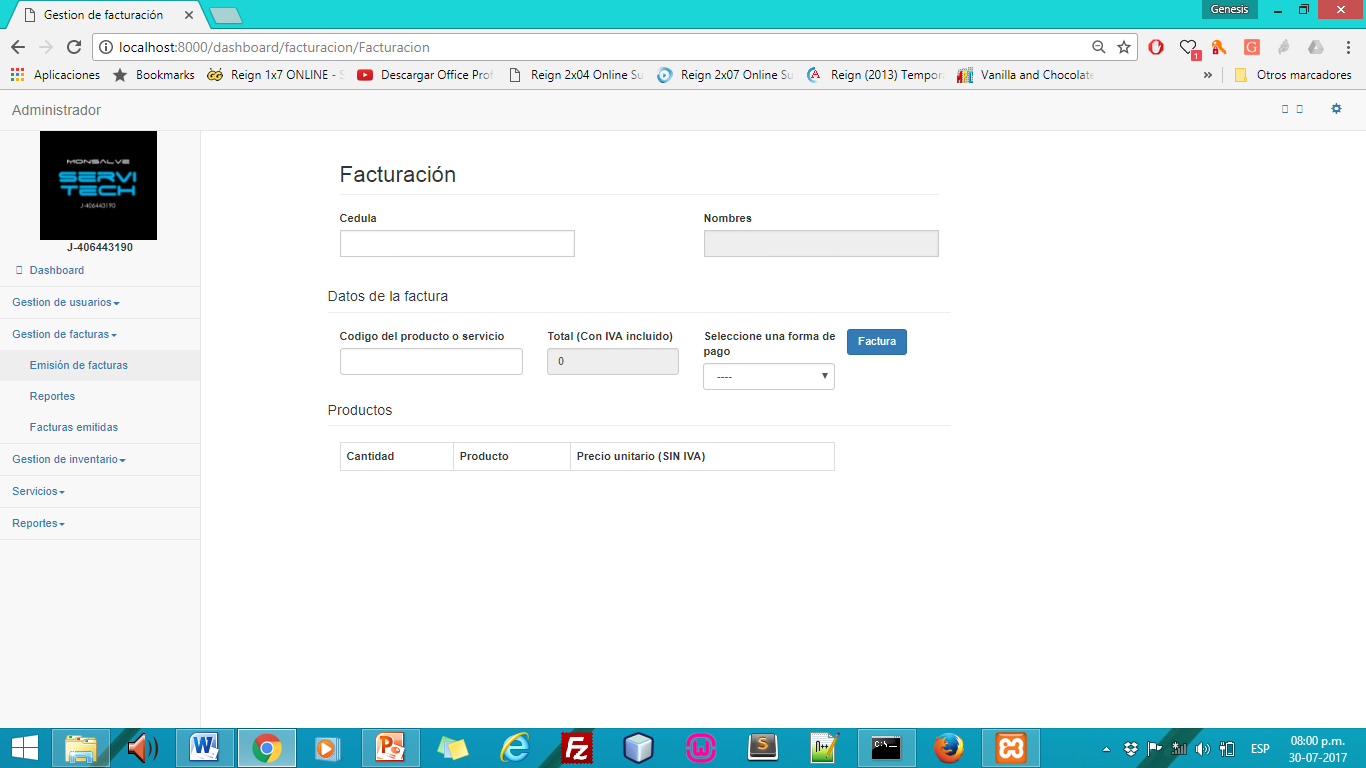 Gestion de facturación
Genesis
localhost:8000/dashboard/facturacion/Facturacion
1
Aplicaciones
Bookmarks
Reign 1x7 ONLINE - S
Descargar Office Prof
Reign 2x04 Online Su
Reign 2x07 Online Su
Reign (2013) Tempora
Vanilla and Chocolate
»
Otros marcadores
Administrador
MONSALVE
SERVI
TECH
J-406443190
J-406443190
Dashboard
Gestion de usuarios
Gestion de facturas
Emisión de facturas
Reportes
Facturas emitidas
Gestion de inventario
Servicios
Reportes
Facturación
Cedula
Nombres
Datos de la factura
Codigo del producto o servicio
Total (Con IVA incluido)
Seleccione una forma de
pago
Factura
0
----
Productos
Cantidad
Producto
Precio unitario (SIN IVA)
ESP
08:00 p.m.
30-07-2017